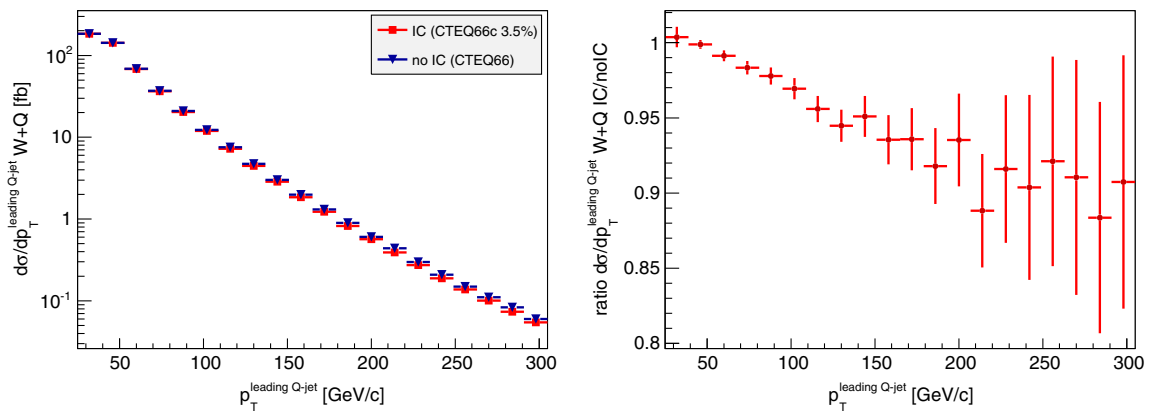 dσ/dp_T^leading Q-jet W+Q [fb]
10²
10
1
10⁻¹
IC (CTEQ66c 3.5%)
no IC (CTEQ66)
50 100 150 200 250 300
p_T^leading Q-jet [GeV/c]
ratio dσ/dp_T^leading Q-jet W+Q IC/noIC
1
0.95
0.9
0.85
0.8
50 100 150 200 250 300
p_T^leading Q-jet [GeV/c]